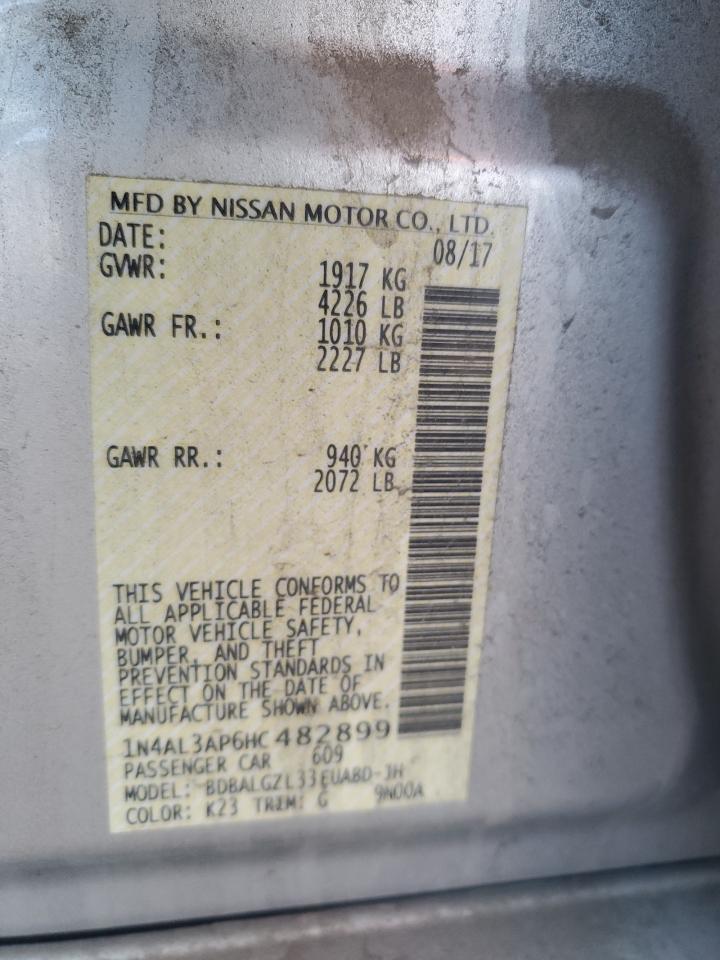 MFD BY NISSAN MOTOR CO., LTD.
DATE: 08/17
GVWR: 1917 KG
4226 LB
GAWR FR.: 1010 KG
2227 LB
GAWR RR.: 940 KG
2072 LB
THIS VEHICLE CONFORMS TO
ALL APPLICABLE FEDERAL
MOTOR VEHICLE SAFETY,
BUMPER, AND THEFT
PREVENTION STANDARDS IN
EFFECT ON THE DATE OF
MANUFACTURE SHOWN ABOVE.
1N4AL3AP6HC482899
PASSENGER CAR 609
MODEL: BDBALGZL33EUA8D-JH
COLOR: K23 TRIM: G 9N00A